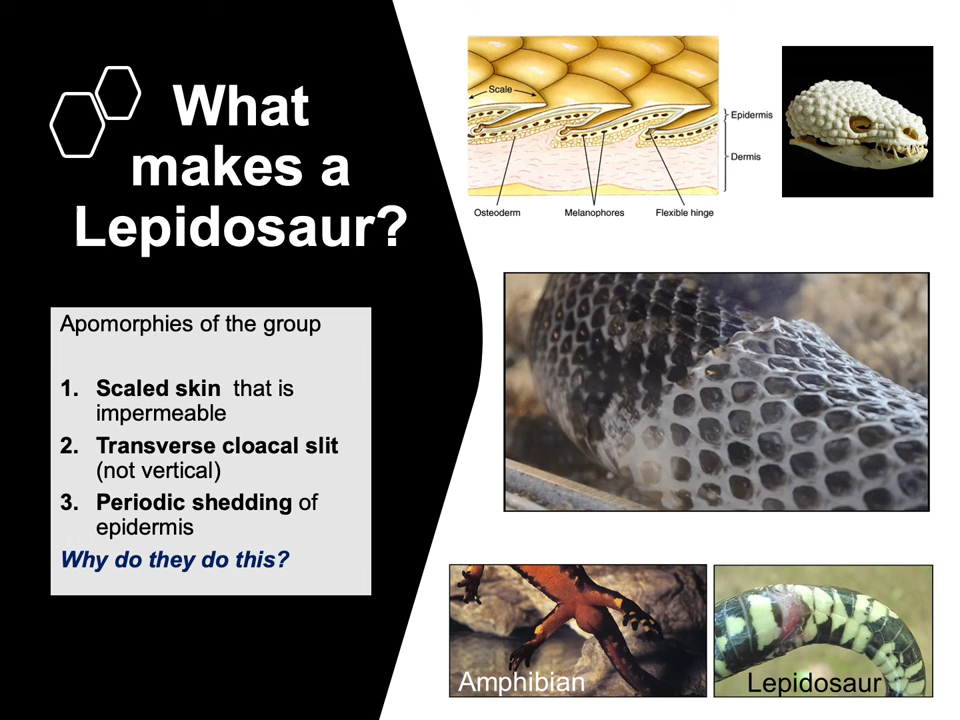 What
makes a
Lepidosaur?
Apomorphies of the group
1. Scaled skin that is
impermeable
2. Transverse cloacal slit
(not vertical)
3. Periodic shedding of
epidermis
Why do they do this?
Scale
Epidermis
Dermis
Osteoderm
Melanophores
Flexible hinge
Amphibian
Lepidosaur